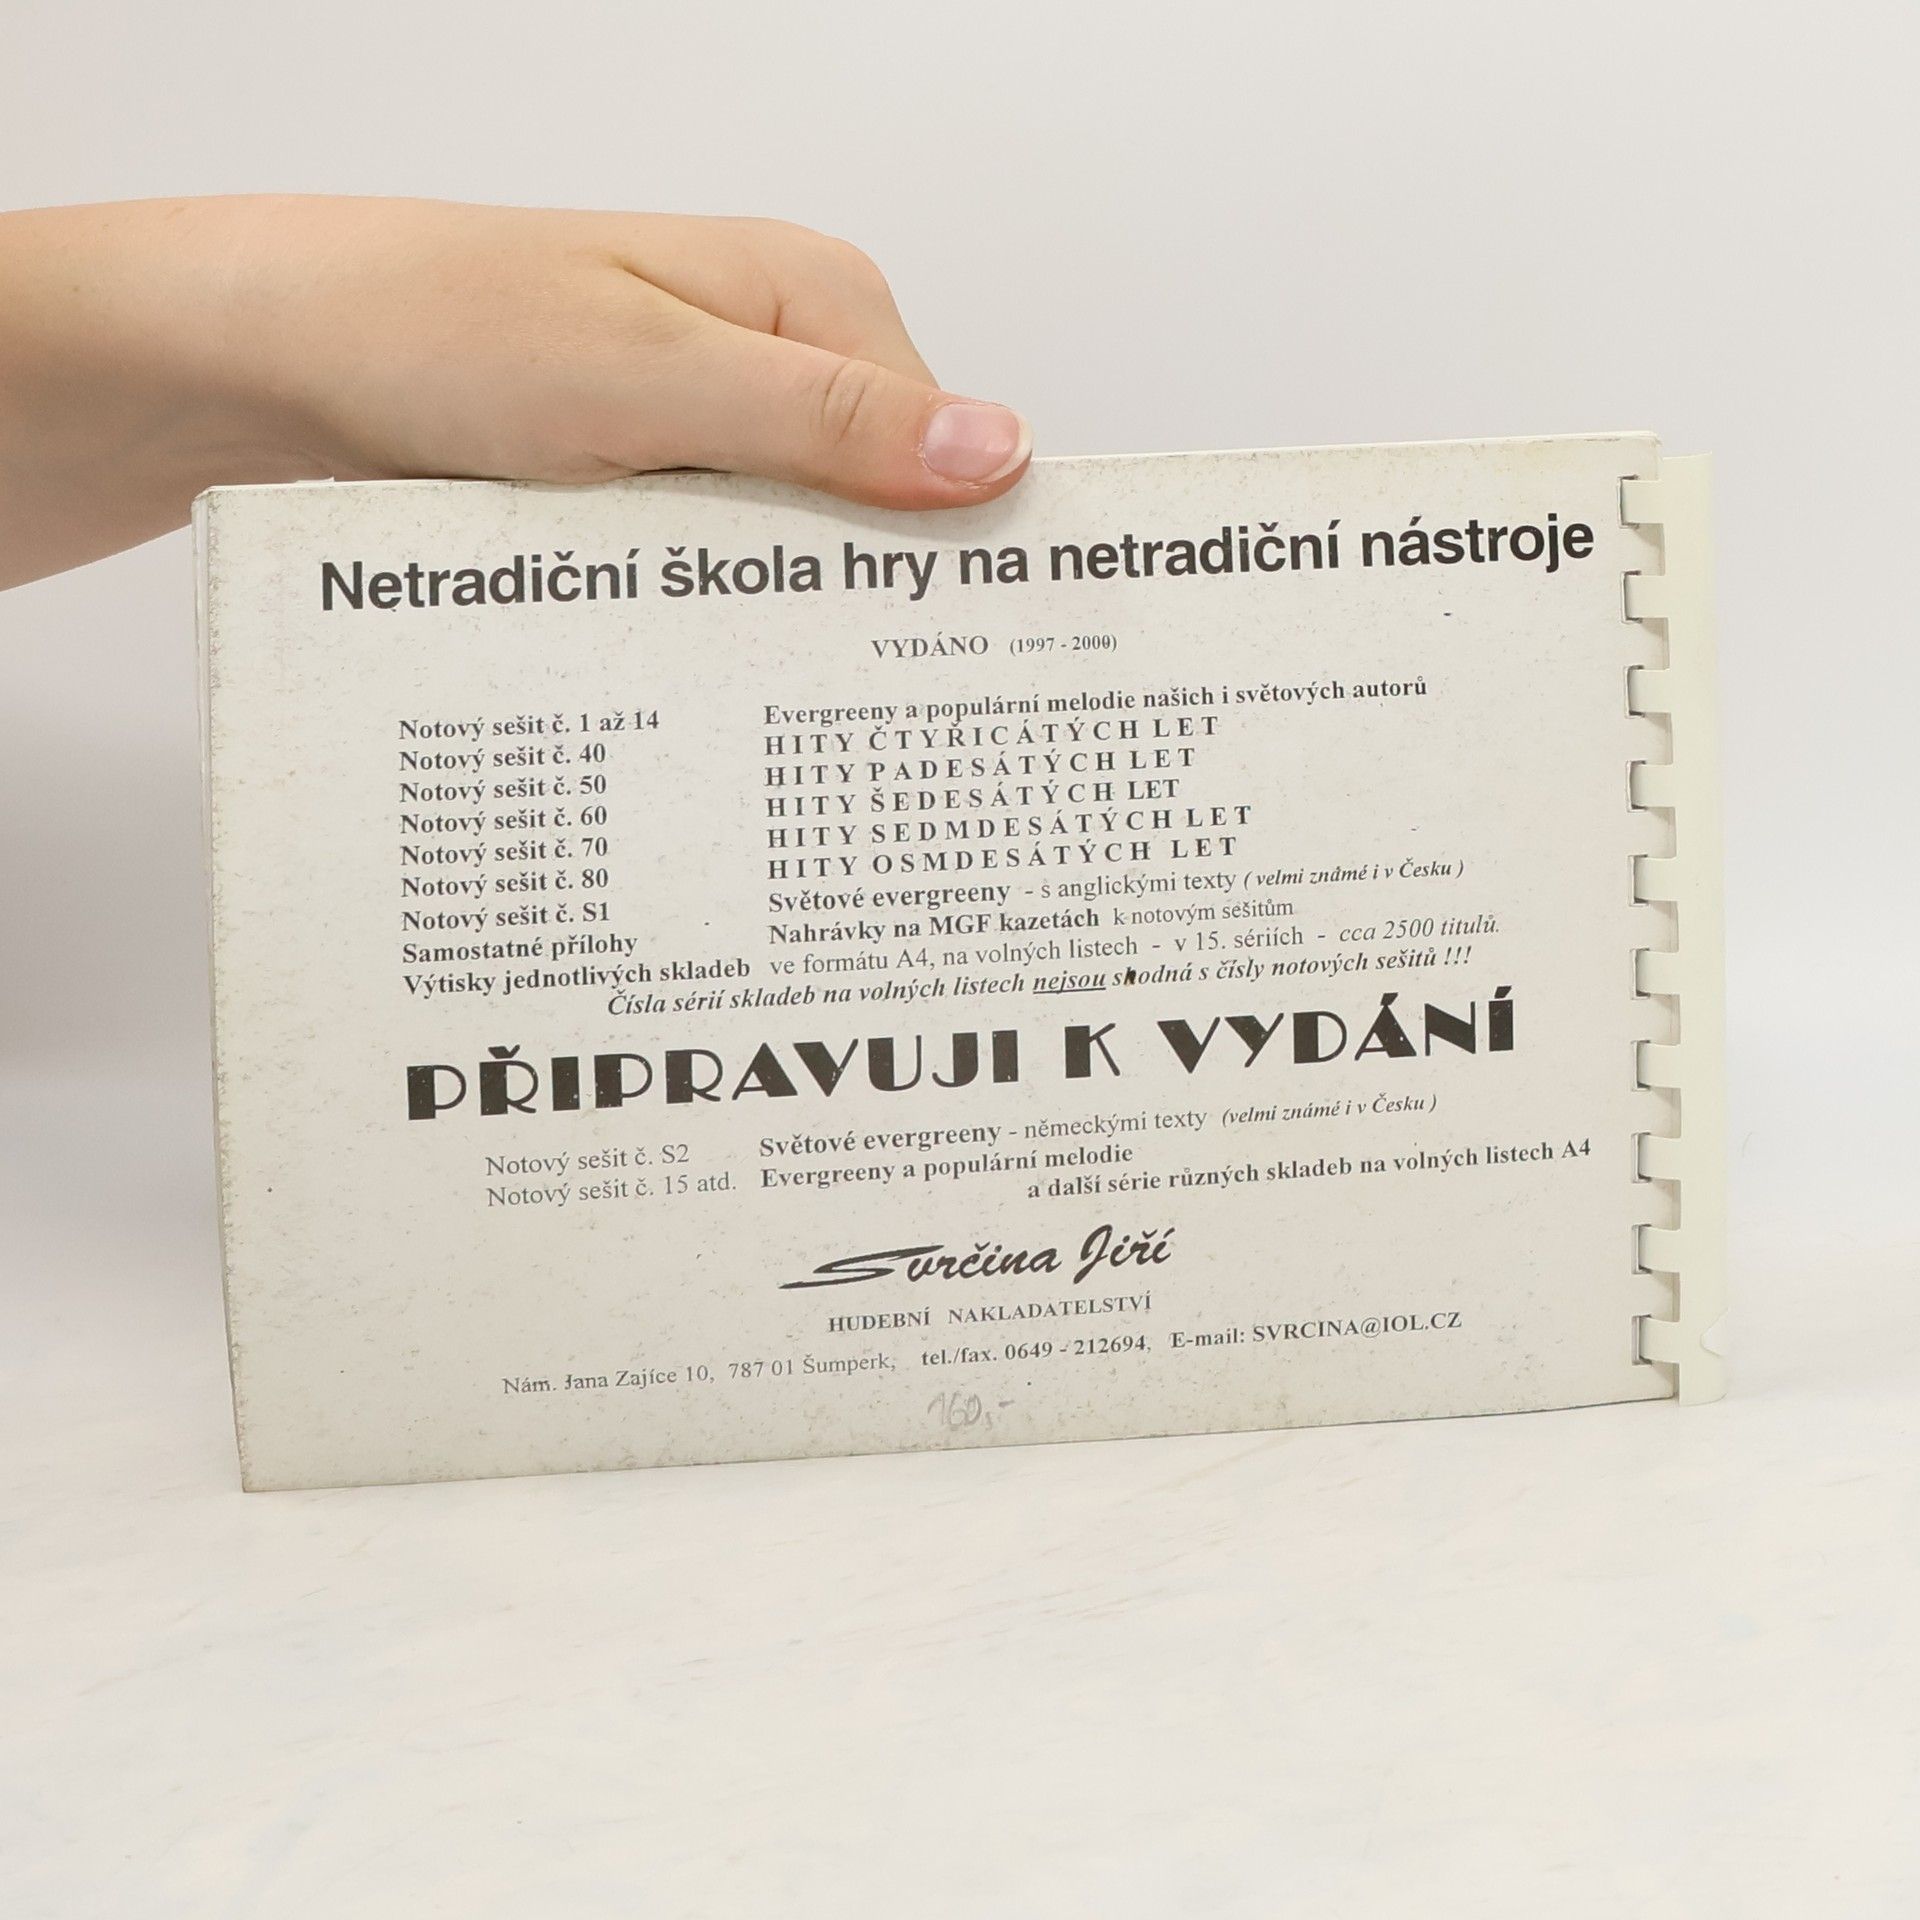 Netradiční škola hry na netradiční nástroje
VYDÁNO (1997 - 2000)
Notový sešit č. 1 až 14 Evergreeny a populární melodie našich i světových autorů
Notový sešit č. 40 HITY ČTYŘICÁTÝCH LET
Notový sešit č. 50 HITY PADESÁTÝCH LET
Notový sešit č. 60 HITY ŠEDESÁTÝCH LET
Notový sešit č. 70 HITY SEDMDESÁTÝCH LET
Notový sešit č. 80 HITY OSMDESÁTÝCH LET
Notový sešit č. S1 Světové evergreeny - s anglickými texty ( velmi známé i v Česku )
Samostatné přílohy Nahrávky na MGF kazetách k notovým sešitům
Výtisky jednotlivých skladeb ve formátu A4, na volných listech - v 15. sériích - cca 2500 titulů.
Čísla sérií skladeb na volných listech nejsou shodná s čísly notových sešitů !!!
PŘIPRAVUJI K VYDÁNÍ
Notový sešit č. S2 Světové evergreeny - německými texty (velmi známé i v Česku )
Notový sešit č. 15 atd. Evergreeny a populární melodie
a další série různých skladeb na volných listech A4
Svrčina Jiří
HUDEBNÍ NAKLADATELSTVÍ
Nám. Jana Zajíce 10, 787 01 Šumperk, tel./fax. 0649 - 212694, E-mail: SVRCINA@IOL.CZ
160,-